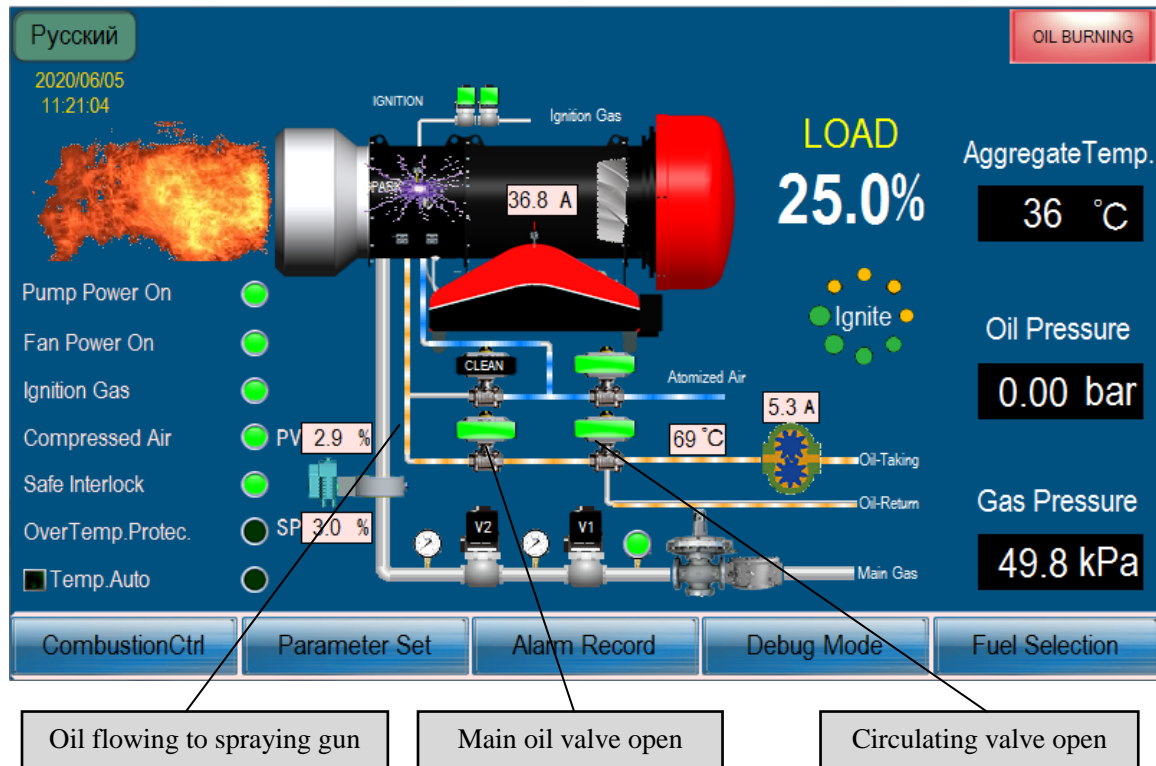 Русский
OIL BURNING
2020/06/05
11:21:04
IGNITION
Ignition Gas
LOAD
25.0%
AggregateTemp.
36 °C
SPARK
36.8 A
Pump Power On
Fan Power On
Ignition Gas
Compressed Air
Safe Interlock
OverTemp.Protec.
Temp.Auto
PV 2.9 %
SP 3.0 %
CLEAN
Atomized Air
Ignite
Oil Pressure
0.00 bar
5.3 A
69 °C
Oil-Taking
Oil-Return
Gas Pressure
49.8 kPa
V2
V1
Main Gas
CombustionCtrl
Parameter Set
Alarm Record
Debug Mode
Fuel Selection
Oil flowing to spraying gun
Main oil valve open
Circulating valve open